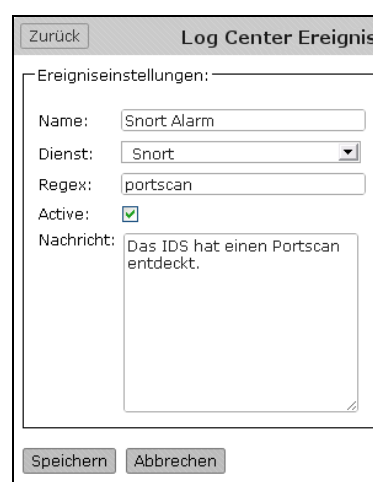 Zurück
Log Center Ereignis
Ereigniseinstellungen:
Name: Snort Alarm
Dienst: Snort
Regex: portscan
Active:
Nachricht: Das IDS hat einen Portscan
entdeckt.
Speichern Abbrechen